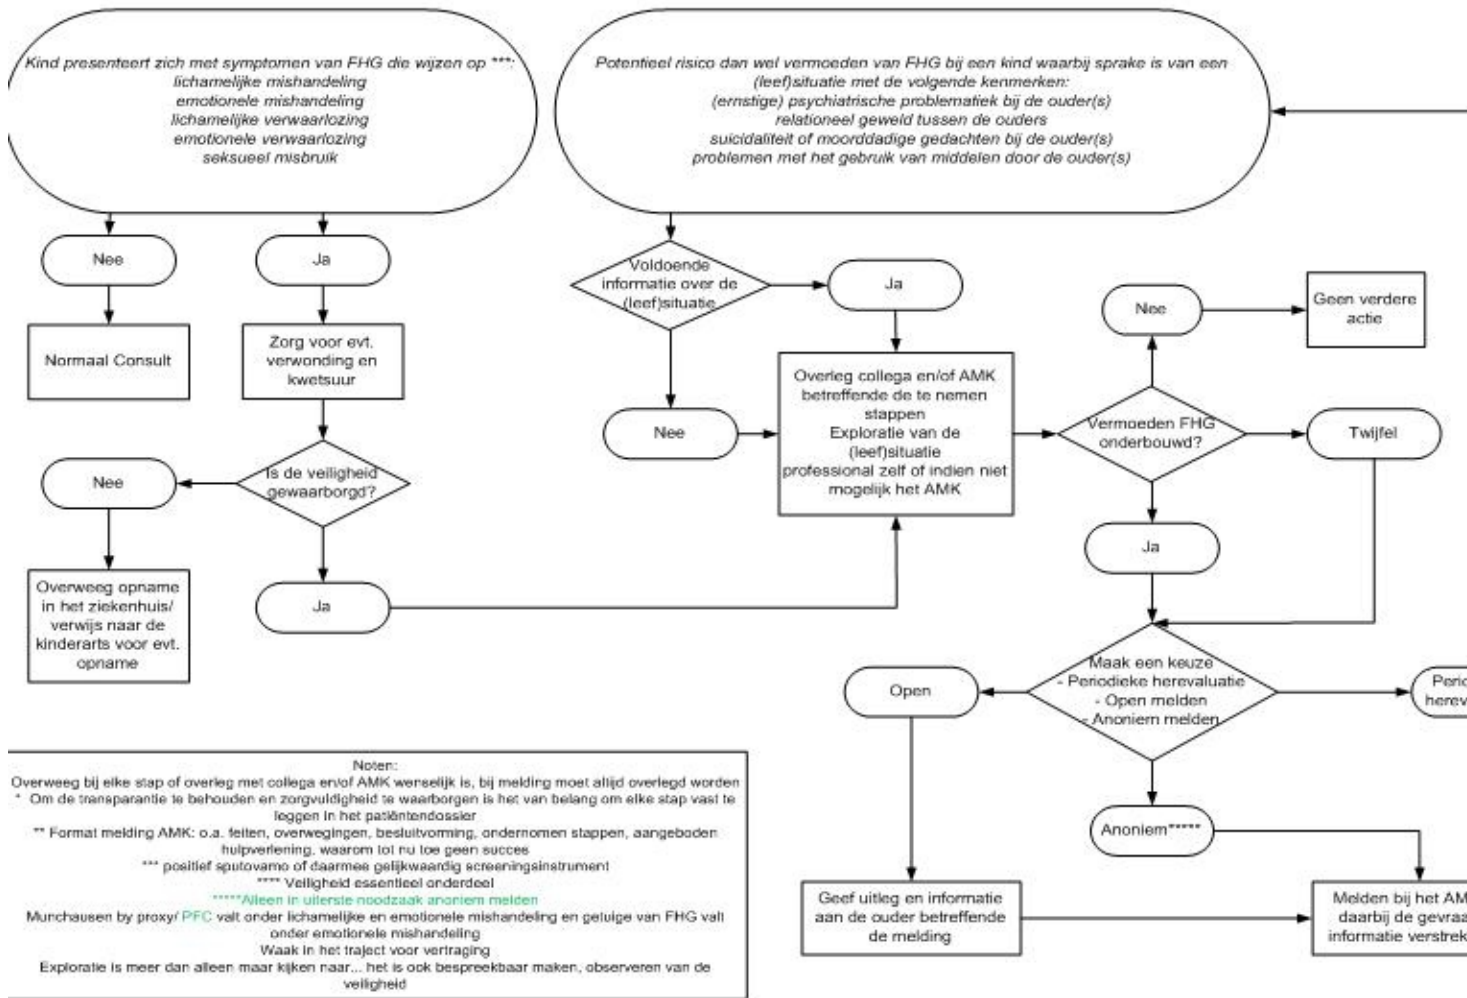 Kind presenteert zich met symptomen van FHG die wijzen op ***:
lichamelijke mishandeling
emotionele mishandeling
lichamelijke verwaarlozing
emotionele verwaarlozing
seksueel misbruik
Potentieel risico dan wel vermoeden van FHG bij een kind waarbij sprake is van een
(leef)situatie met de volgende kenmerken:
(ernstige) psychiatrische problematiek bij de ouder(s)
relationeel geweld tussen de ouders
suicidaliteit of moorddadige gedachten bij de ouder(s)
problemen met het gebruik van middelen door de ouder(s)
Nee
Ja
Normaal Consult
Zorg voor evt.
verwonding en
kwetsuur
Is de veiligheid
gewaarborgd?
Nee
Overweeg opname
in het ziekenhuis/
verwijs naar de
kinderarts voor evt.
opname
Ja
Voldoende
informatie over de
(leef)situatie
Ja
Nee
Overleg collega en/of AMK
betreffende de te nemen
stappen
Exploratie van de
(leef)situatie
professional zelf of indien niet
mogelijk het AMK
Vermoeden FHG
onderbouwd?
Nee
Geen verdere
actie
Twijfel
Ja
Maak een keuze
- Periodieke herevaluatie
- Open melden
- Anoniem melden
Open
Perio
herev
Anoniem*****
Geef uitleg en informatie
aan de ouder betreffende
de melding
Melden bij het AM
daarbij de gevraa
informatie verstrek
Noten:
Overweeg bij elke stap of overleg met collega en/of AMK wenselijk is, bij melding moet altijd overlegd worden
* Om de transparantie te behouden en zorgvuldigheid te waarborgen is het van belang om elke stap vast te
leggen in het patiëntendossier
** Format melding AMK: o.a. feiten, overwegingen, besluitvorming, ondernomen stappen, aangeboden
hulpverlening, waarom tot nu toe geen succes
*** positief sputovamo of daarmee gelijkwaardig screeningsinstrument
**** Veiligheid essentieel onderdeel
*****Alleen in uiterste noodzaak anoniem melden
Munchausen by proxy/ PFC valt onder lichamelijke en emotionele mishandeling en getuige van FHG valt
onder emotionele mishandeling
Waak in het traject voor vertraging
Exploratie is meer dan alleen maar kijken naar... het is ook bespreekbaar maken, observeren van de
veiligheid